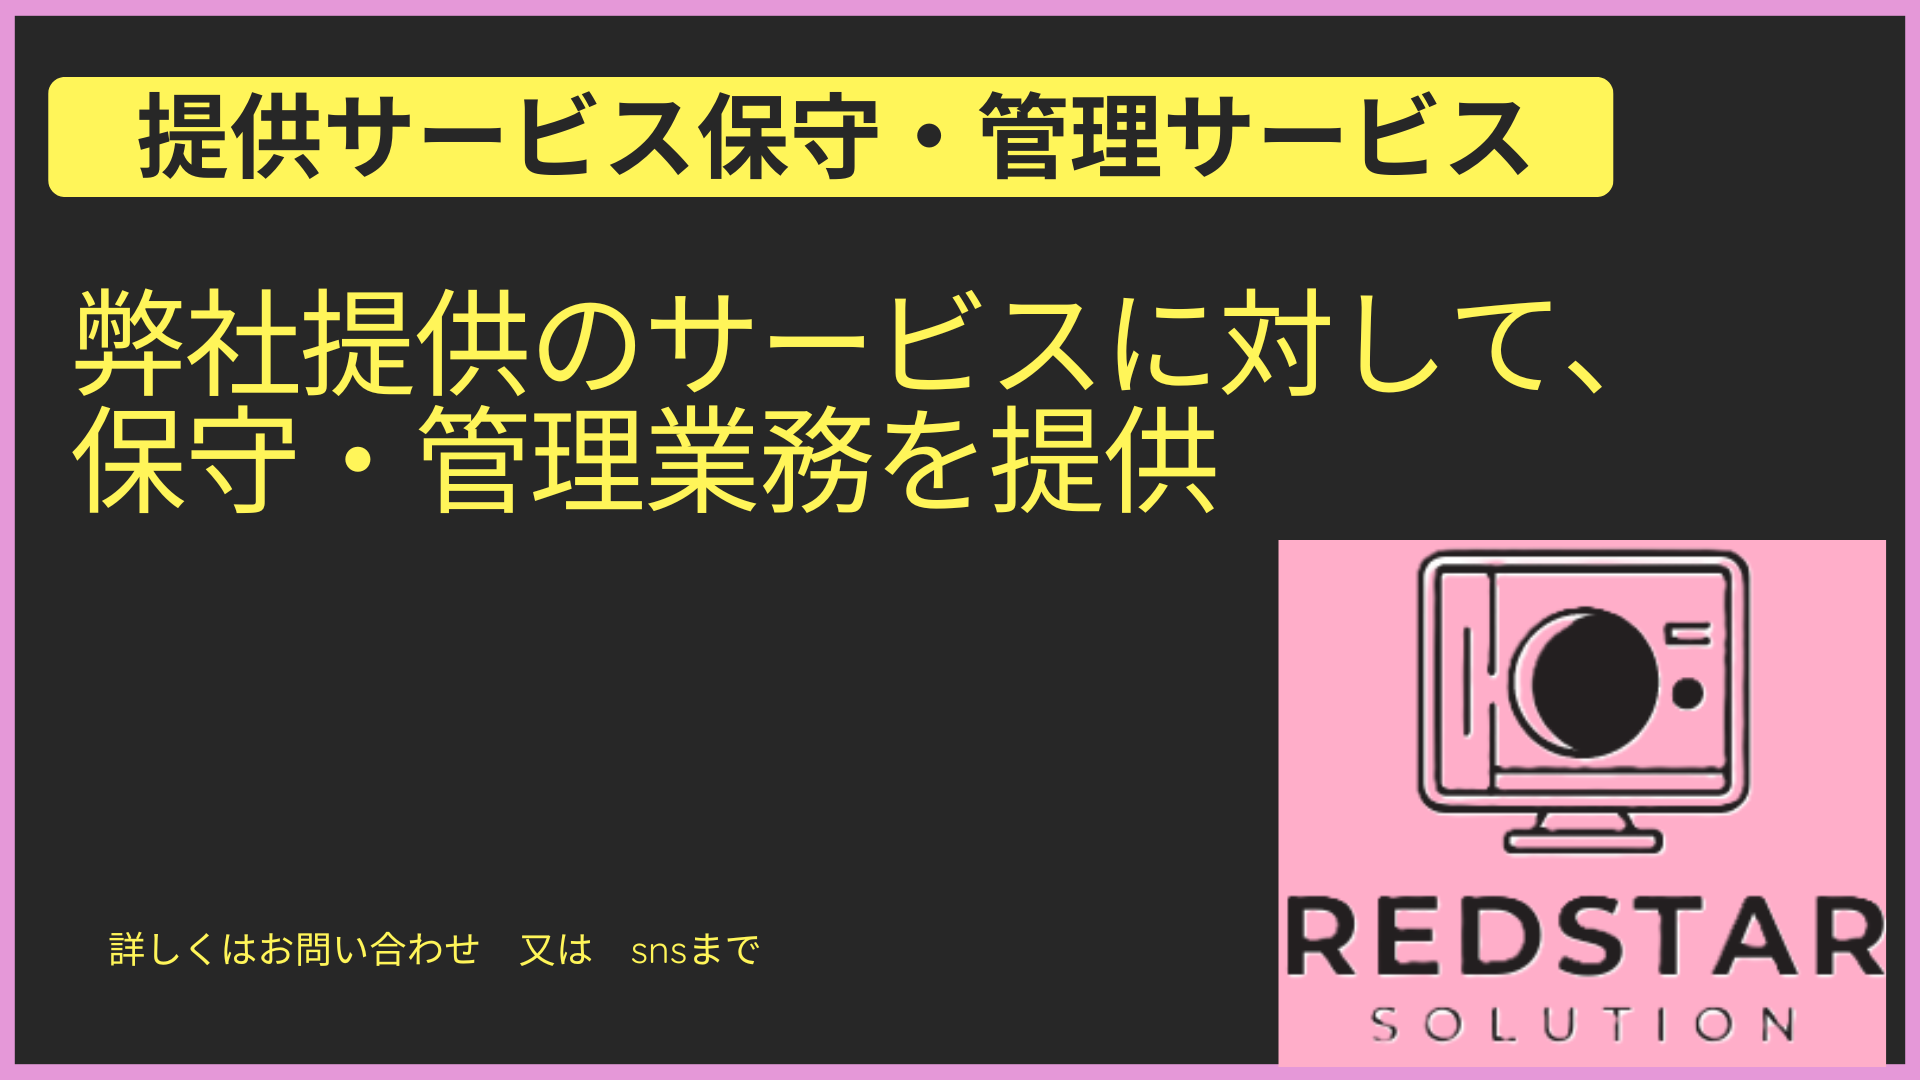 提供サービス保守・管理サービス
弊社提供のサービスに対して、
保守・管理業務を提供
詳しくはお問い合わせ　又は　snsまで
REDSTAR
SOLUTION